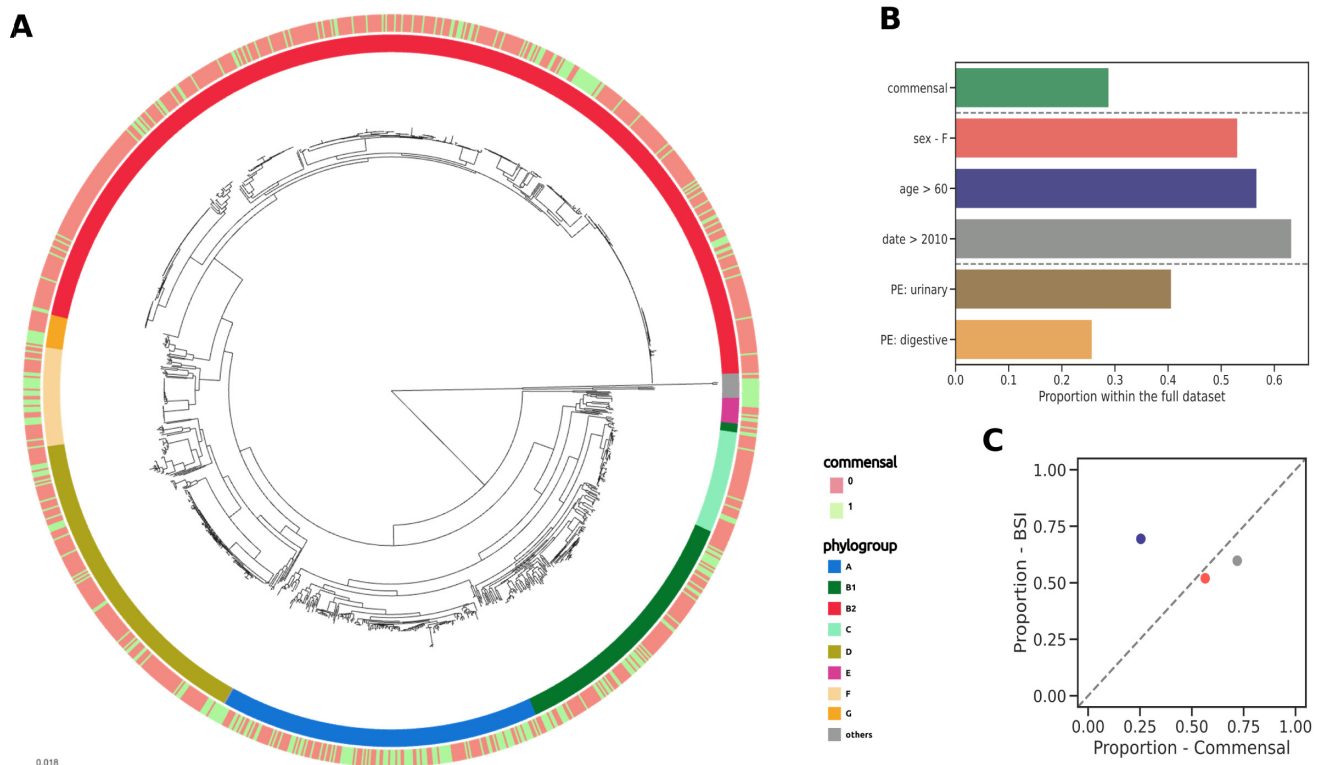 A
0.018
commensal
0
1
phylogroup
A
B1
B2
C
D
E
F
G
others
B
commensal
sex - F
age > 60
date > 2010
PE: urinary
PE: digestive
0.0 0.1 0.2 0.3 0.4 0.5 0.6
Proportion within the full dataset
C
Proportion - BSI
1.00
0.75
0.50
0.25
0.00
0.00 0.25 0.50 0.75 1.00
Proportion - Commensal